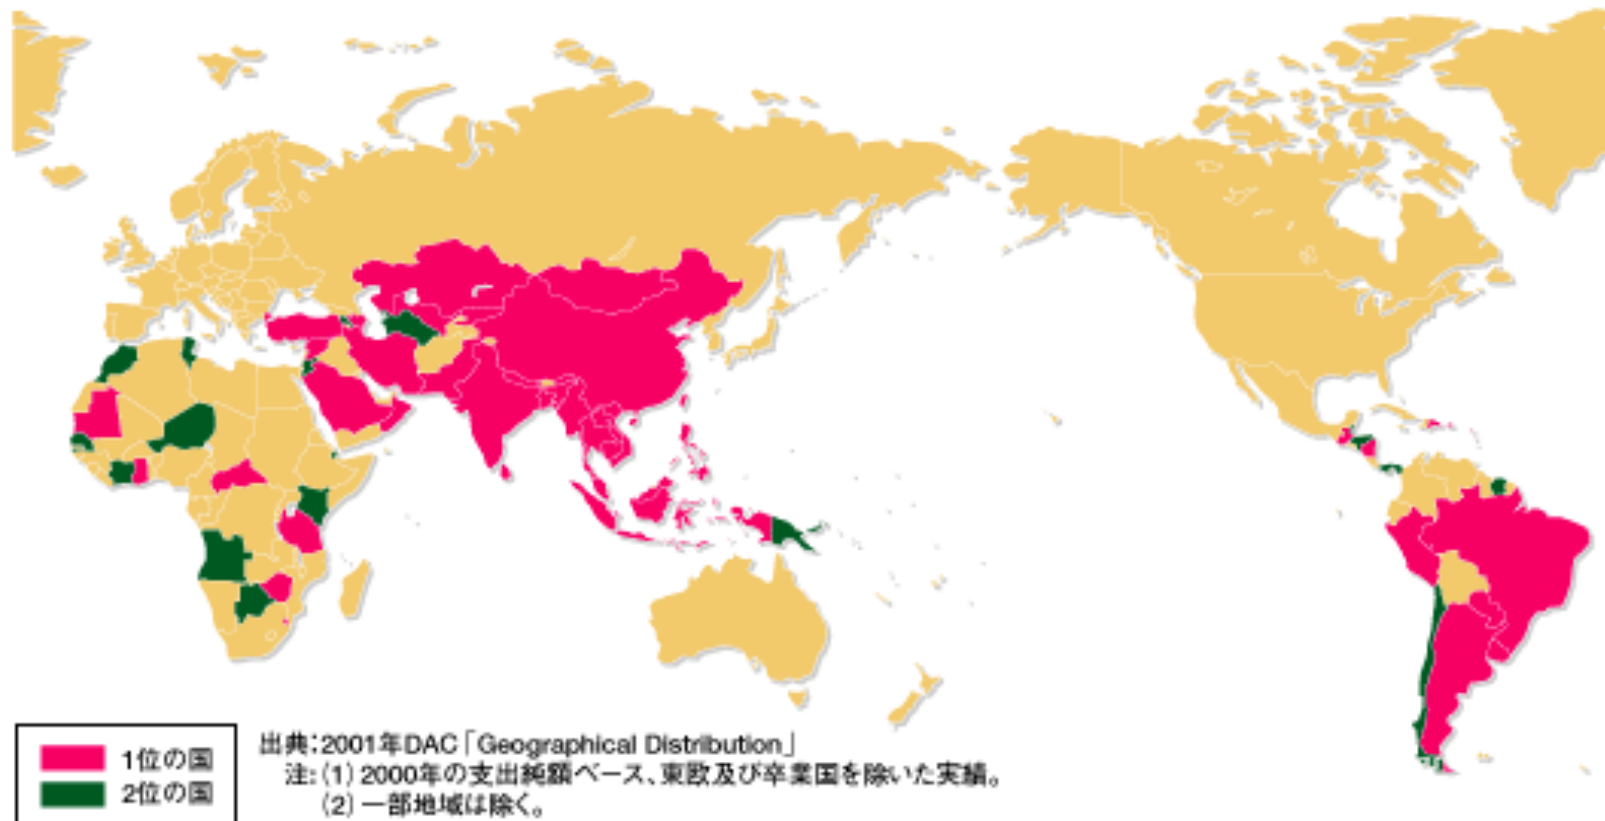 1位の国
2位の国
出典：2001年DAC「Geographical Distribution」
注：(1) 2000年の支出純額ベース、東欧及び卒業国を除いた実績。
(2) 一部地域は除く。